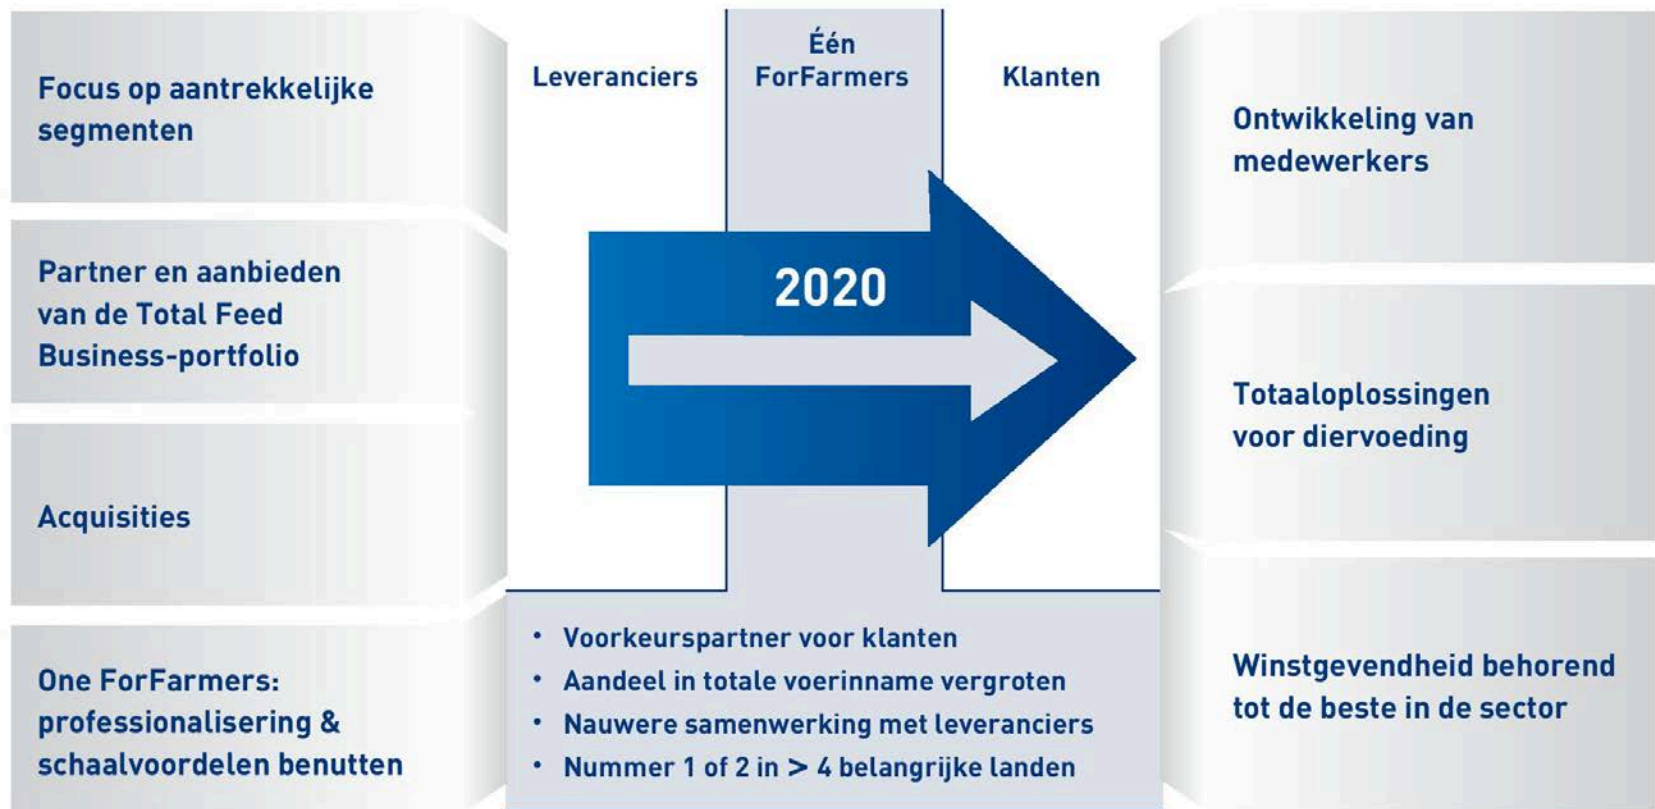 Focus op aantrekkelijke
segmenten
Partner en aanbieden
van de Total Feed
Business-portfolio
Acquisities
One ForFarmers:
professionalisering &
schaalvoordelen benutten
Leveranciers
Één
ForFarmers
Klanten
2020
• Voorkeurspartner voor klanten
• Aandeel in totale voerinname vergroten
• Nauwere samenwerking met leveranciers
• Nummer 1 of 2 in > 4 belangrijke landen
Ontwikkeling van
medewerkers
Totaaloplossingen
voor diervoeding
Winstgevendheid behorend
tot de beste in de sector